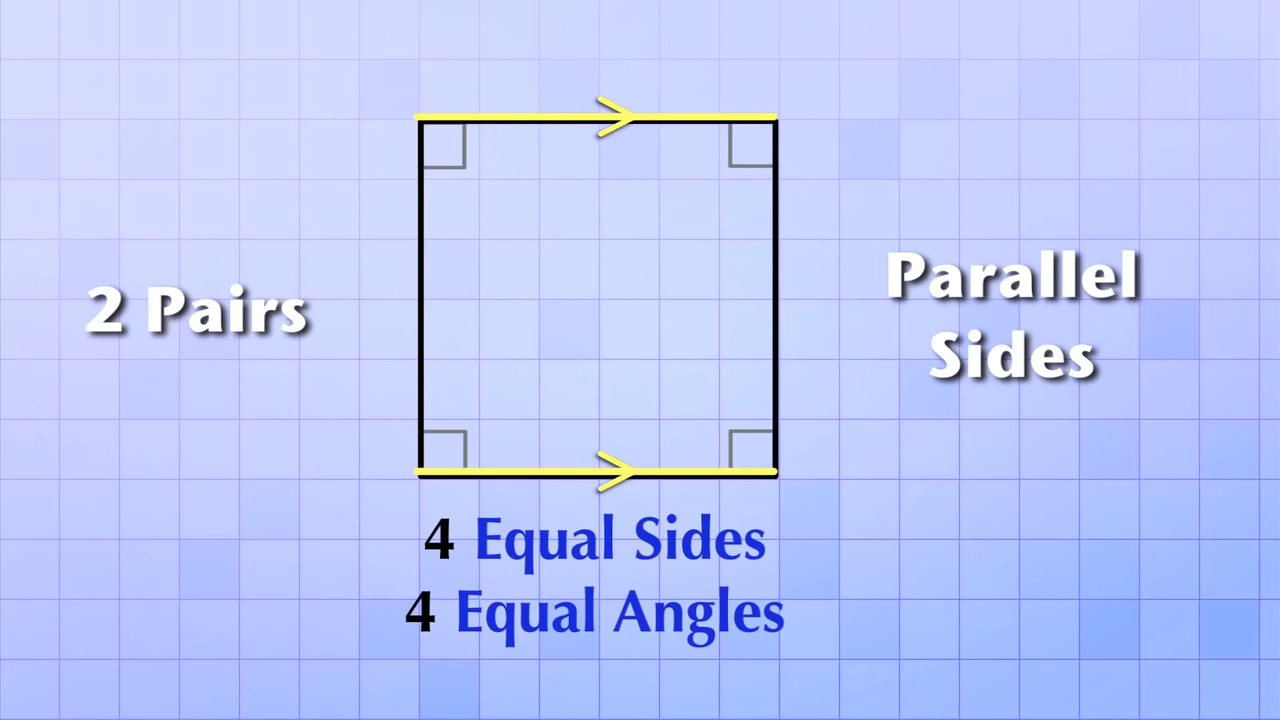 2 Pairs
Parallel
Sides
4 Equal Sides
4 Equal Angles